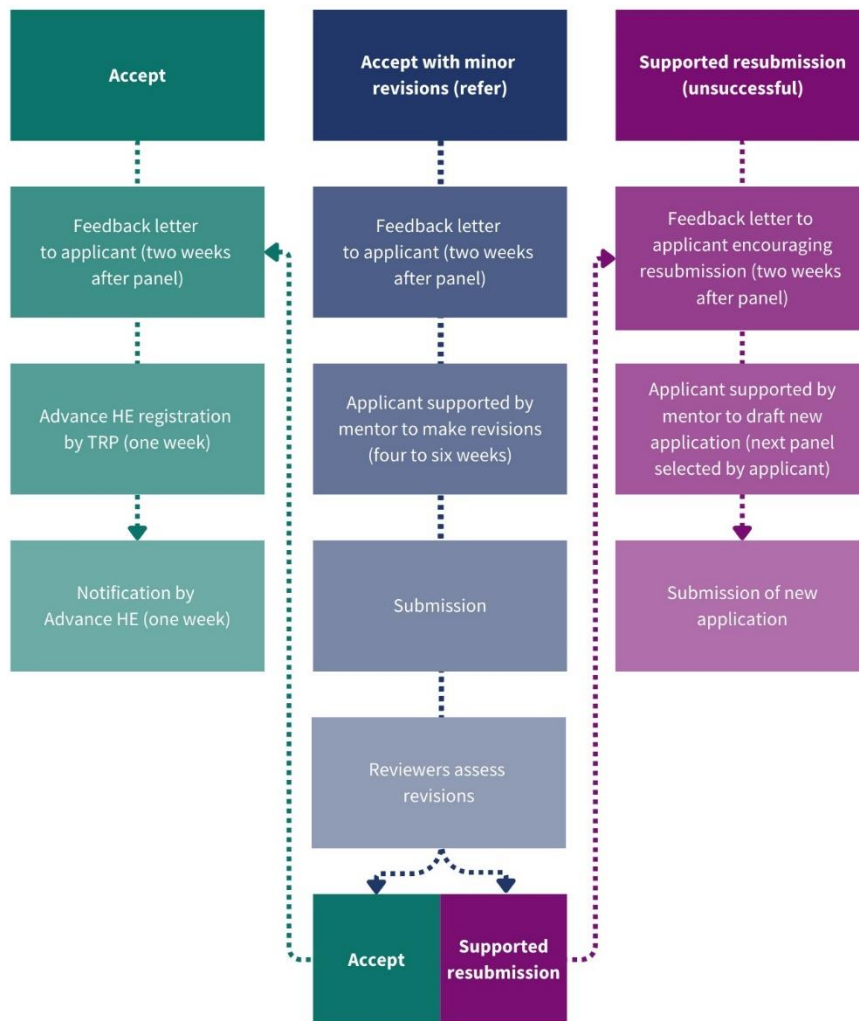 Accept
Feedback letter
to applicant (two weeks
after panel)
Advance HE registration
by TRP (one week)
Notification by
Advance HE (one week)
Accept with minor
revisions (refer)
Feedback letter
to applicant (two weeks
after panel)
Applicant supported by
mentor to make revisions
(four to six weeks)
Submission
Reviewers assess
revisions
Accept
Supported
resubmission
Supported resubmission
(unsuccessful)
Feedback letter to
applicant encouraging
resubmission (two weeks
after panel)
Applicant supported by
mentor to draft new
application (next panel
selected by applicant)
Submission of new
application